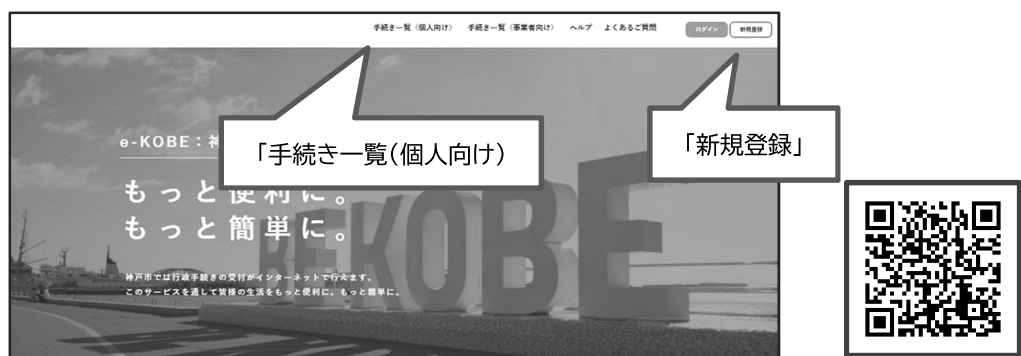 手続き一覧（個人向け） 手続き一覧（事業者向け） ヘルプ よくあるご質問 ログイン 新規登録
「手続き一覧(個人向け）
「新規登録」
e-KOBE：神
もっと便利に。
もっと簡単に。
神戸市では行政手続きの受付がインターネットで行えます。
このサービスを通して皆様の生活をもっと便利に。もっと簡単に。
BE KOBE